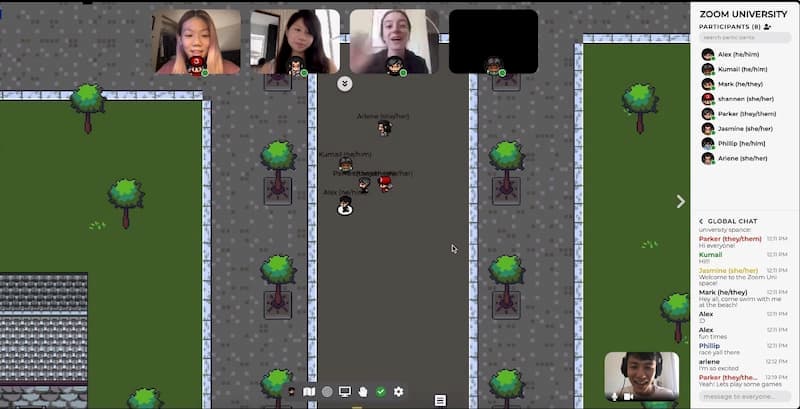 ZOOM UNIVERSITY
PARTICIPANTS (8)
search participants
Alex (he/him)
Kumail (he/him)
Mark (he/they)
shannen (she/her)
Parker (they/them)
Jasmine (she/her)
Phillip (he/him)
Arlene (she/her)
Arlene (she/her)
Kumail (he/him)
Alex (he/him)
GLOBAL CHAT
university space!
Parker (they/them) 12:11 PM
Hi everyone!
Kumail 12:11 PM
Hi!!
Jasmine (she/her) 12:11 PM
Welcome to the Zoom Uni
space!
Mark (he/they) 12:11 PM
Hey all, come swim with me
at the beach!
Alex 12:11 PM
:O
Alex 12:11 PM
fun times
Phillip 12:11 PM
race yall there
arlene 12:12 PM
I'm so excited
Parker (they/the... 12:13 PM
Yeah! Lets play some games
message to everyone...